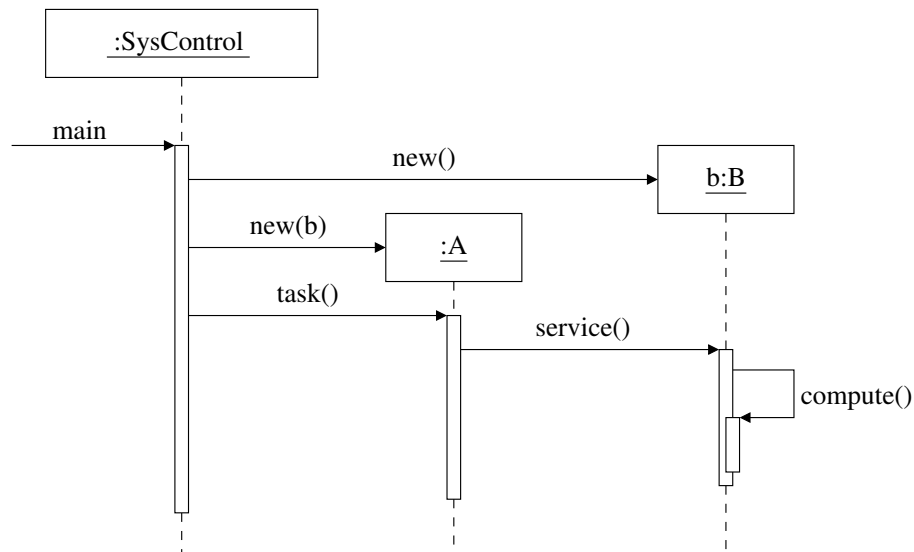 :SysControl
main
new()
b:B
new(b)
:A
task()
service()
compute()